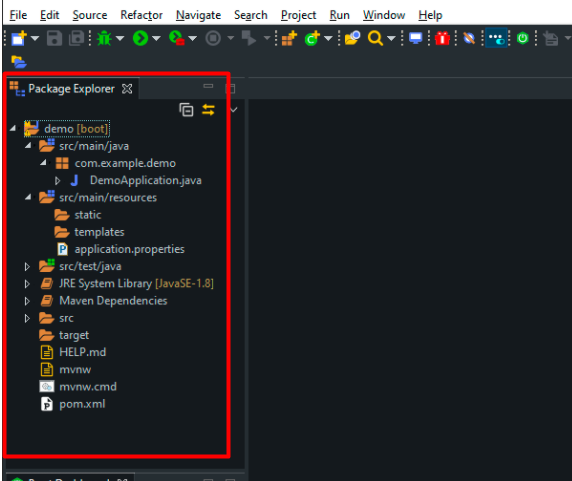 File Edit Source Refactor Navigate Search Project Run Window Help
Package Explorer
demo [boot]
src/main/java
com.example.demo
DemoApplication.java
src/main/resources
static
templates
application.properties
src/test/java
JRE System Library [JavaSE-1.8]
Maven Dependencies
src
target
HELP.md
mvnw
mvnw.cmd
pom.xml